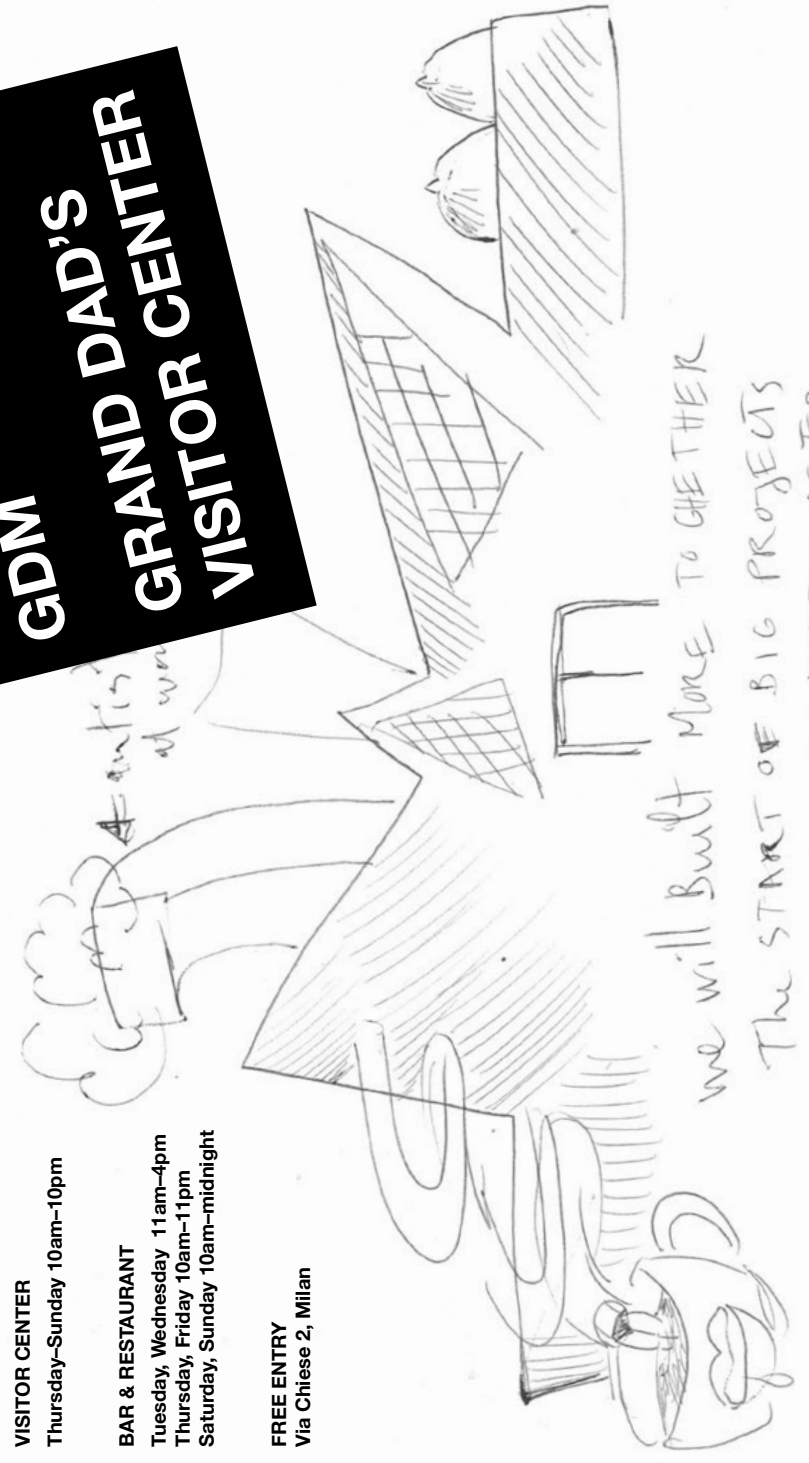 GDM
GRAND DAD’S
VISITOR CENTER
VISITOR CENTER
Thursday–Sunday 10am–10pm
BAR & RESTAURANT
Tuesday, Wednesday 11am–4pm
Thursday, Friday 10am–11pm
Saturday, Sunday 10am–midnight
FREE ENTRY
Via Chiese 2, Milan
we will Built MORE TO GHETHER
The START OF BIG PROJECTS